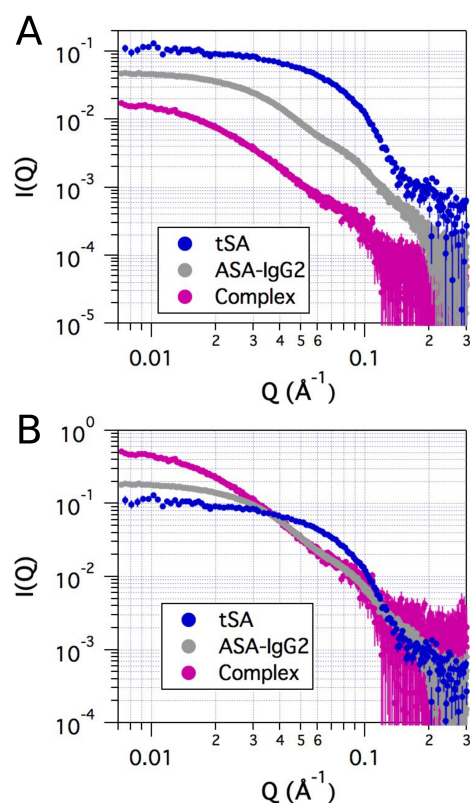 A
I(Q)
10⁻¹
10⁻²
10⁻³
10⁻⁴
10⁻⁵
tSA
ASA-IgG2
Complex
0.01 2 3 4 5 6 0.1 2 3
Q (Å⁻¹)
B
I(Q)
10⁰
10⁻¹
10⁻²
10⁻³
10⁻⁴
tSA
ASA-IgG2
Complex
0.01 2 3 4 5 6 0.1 2 3
Q (Å⁻¹)